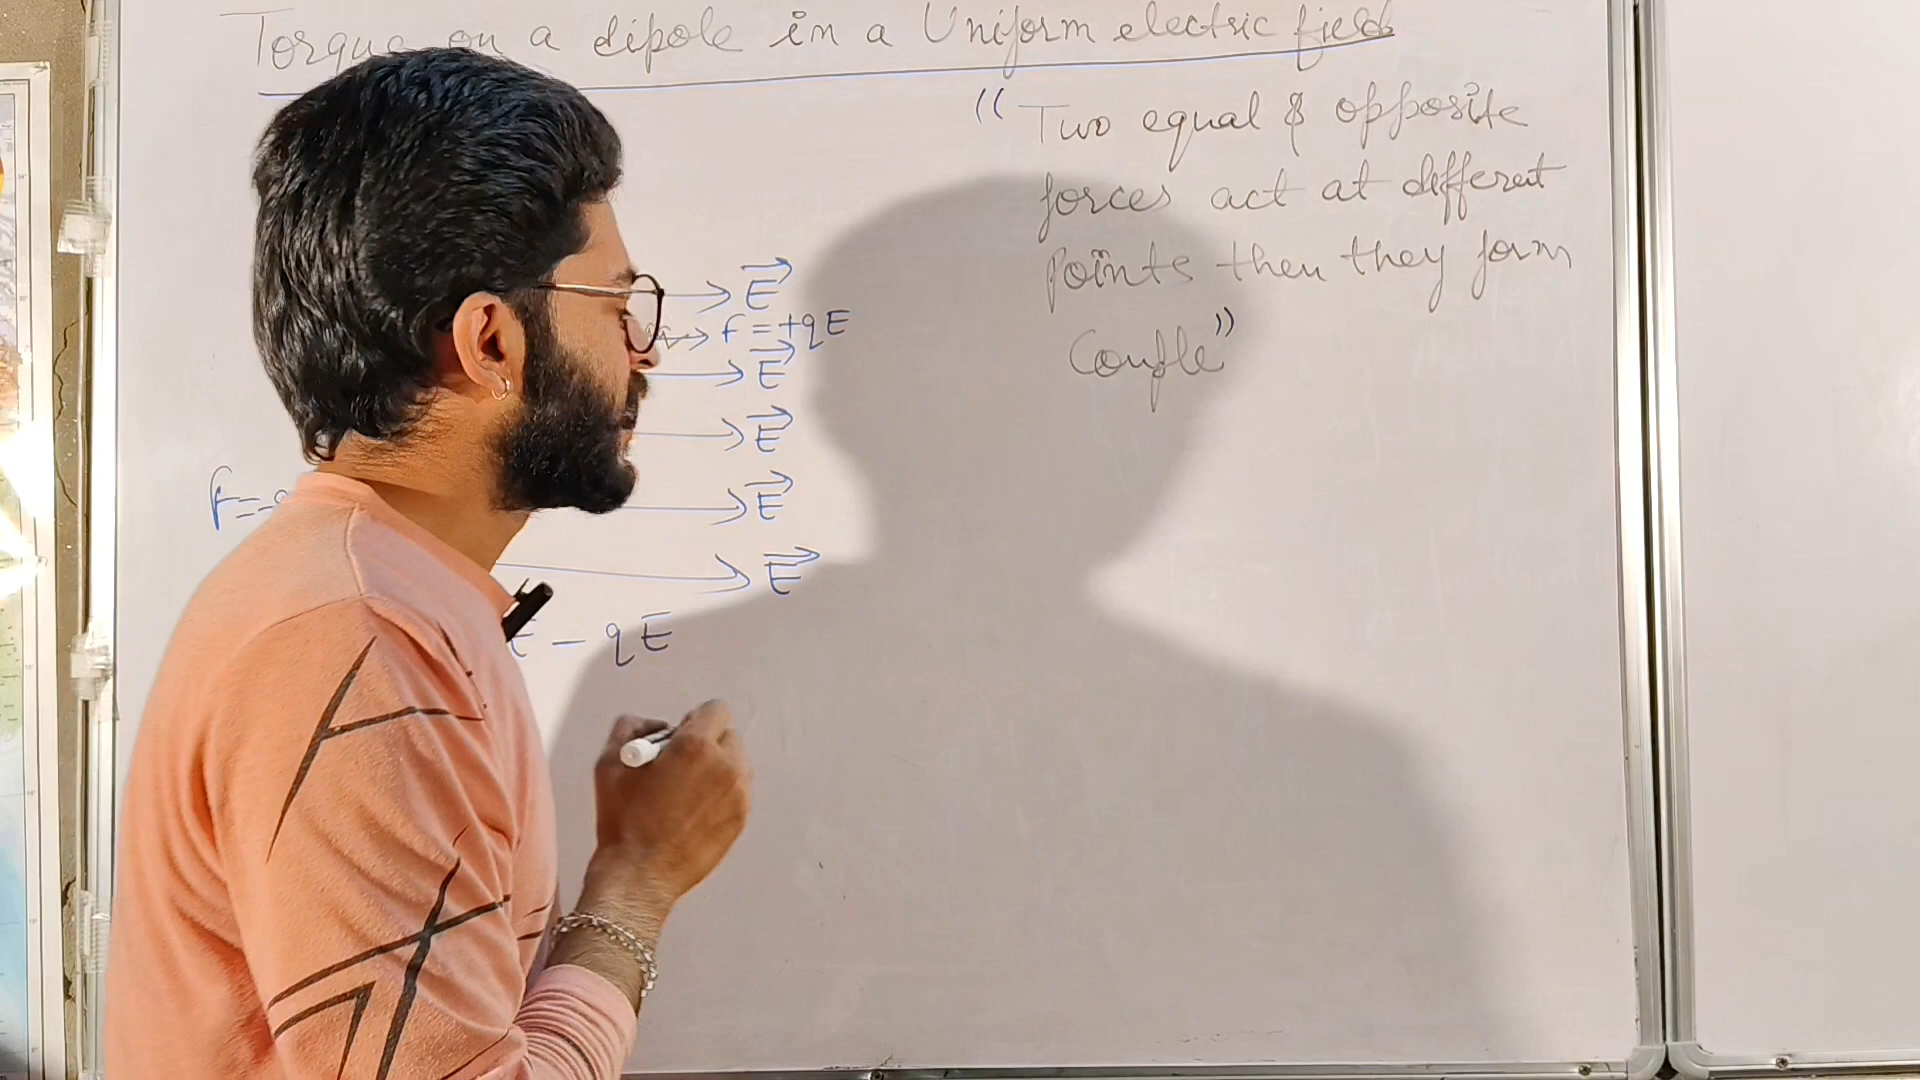 Torque on a dipole in a Uniform electric field
“ Two equal & opposite
forces act at different
points then they form
Couple”
E
f = +qE
E
E
f = -
E
E
E - qE